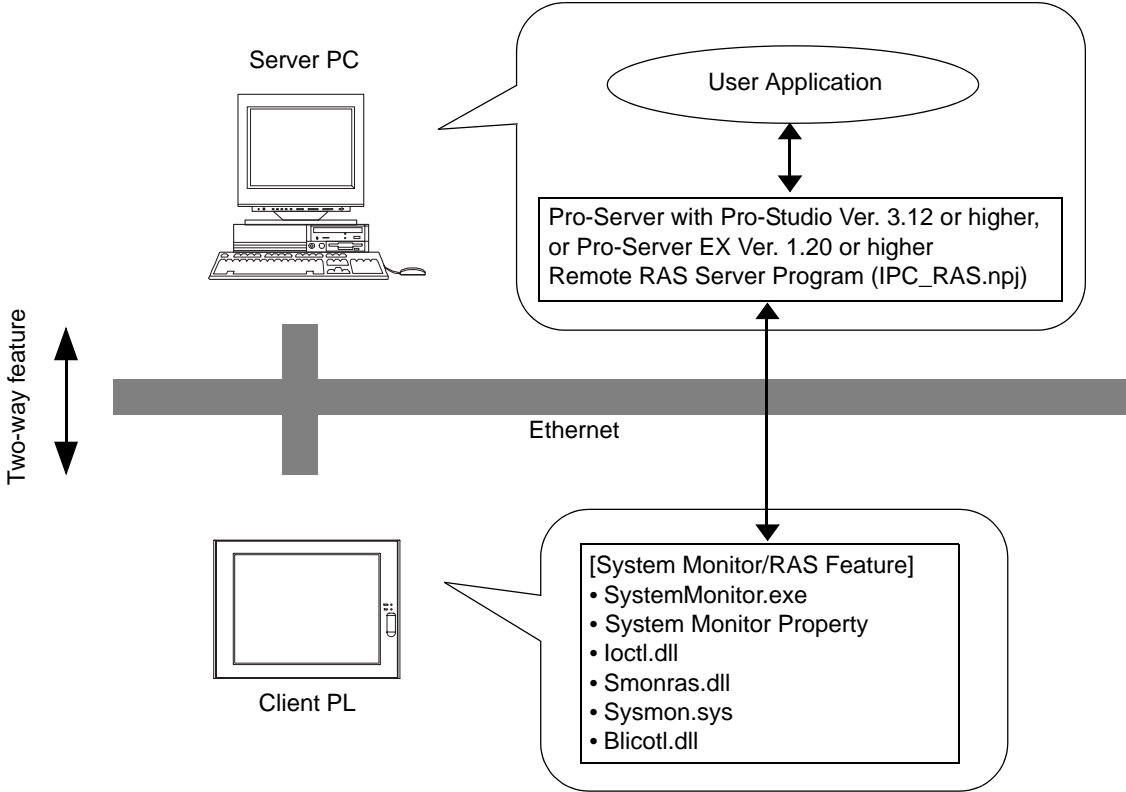 Server PC
User Application
Pro-Server with Pro-Studio Ver. 3.12 or higher,
or Pro-Server EX Ver. 1.20 or higher
Remote RAS Server Program (IPC_RAS.npj)
Two-way feature
Ethernet
Client PL
[System Monitor/RAS Feature]
• SystemMonitor.exe
• System Monitor Property
• Ioctl.dll
• Smonras.dll
• Sysmon.sys
• Blicotl.dll